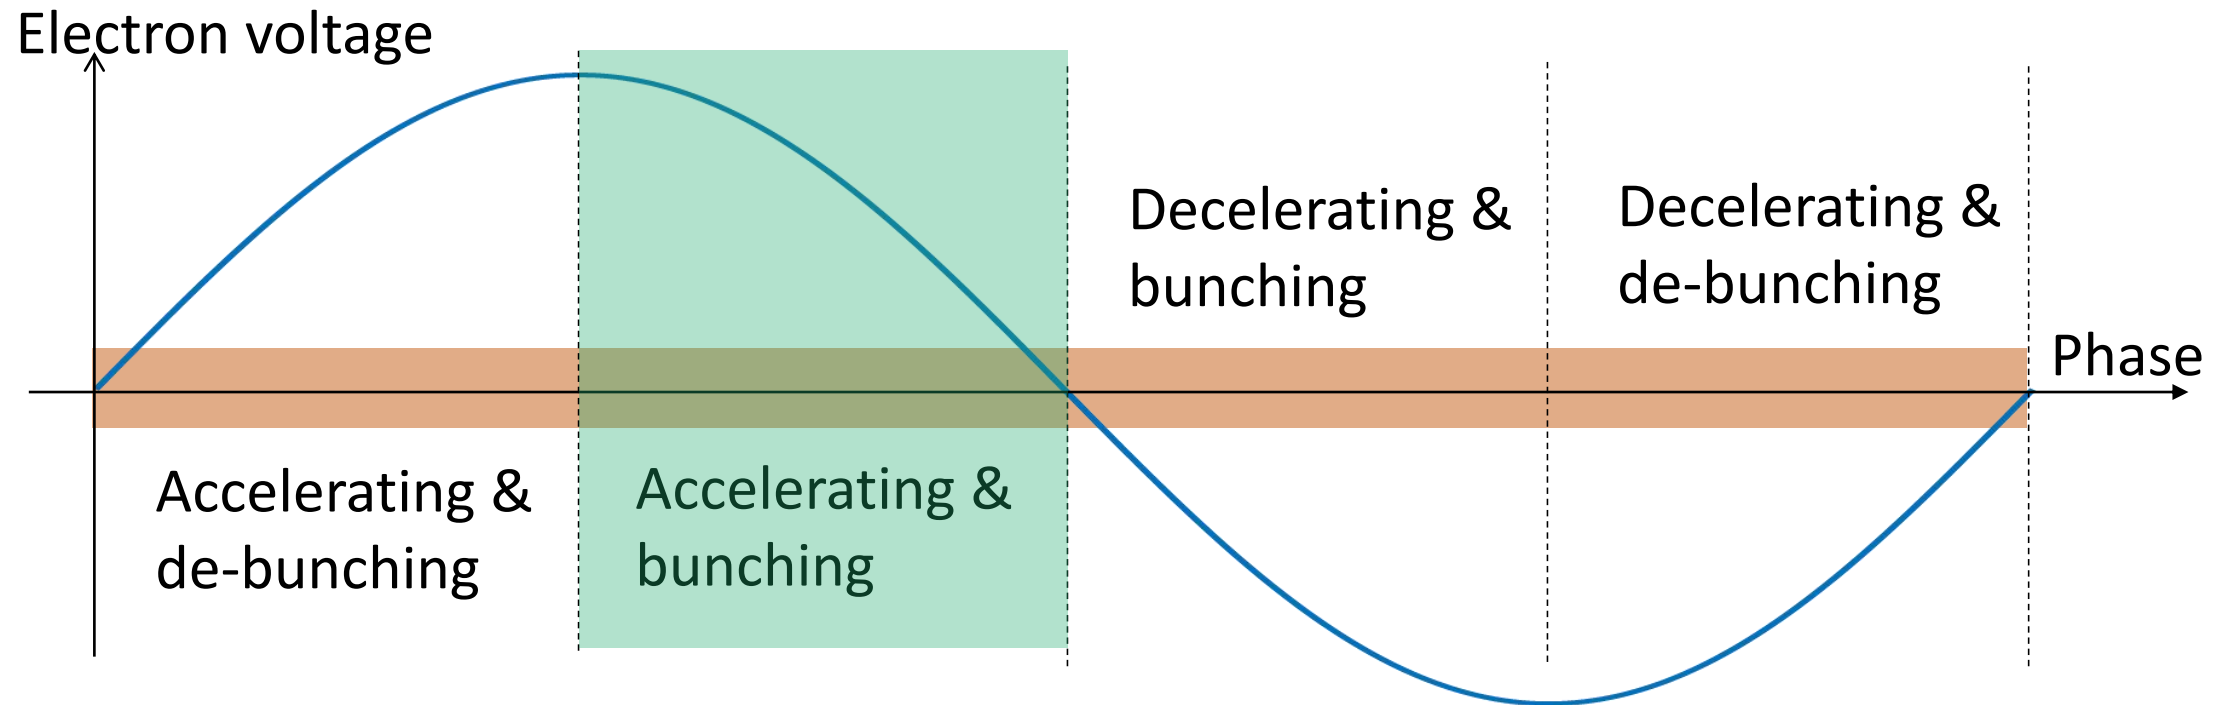 Electron voltage
Decelerating &
bunching
Decelerating &
de-bunching
Phase
Accelerating &
de-bunching
Accelerating &
bunching